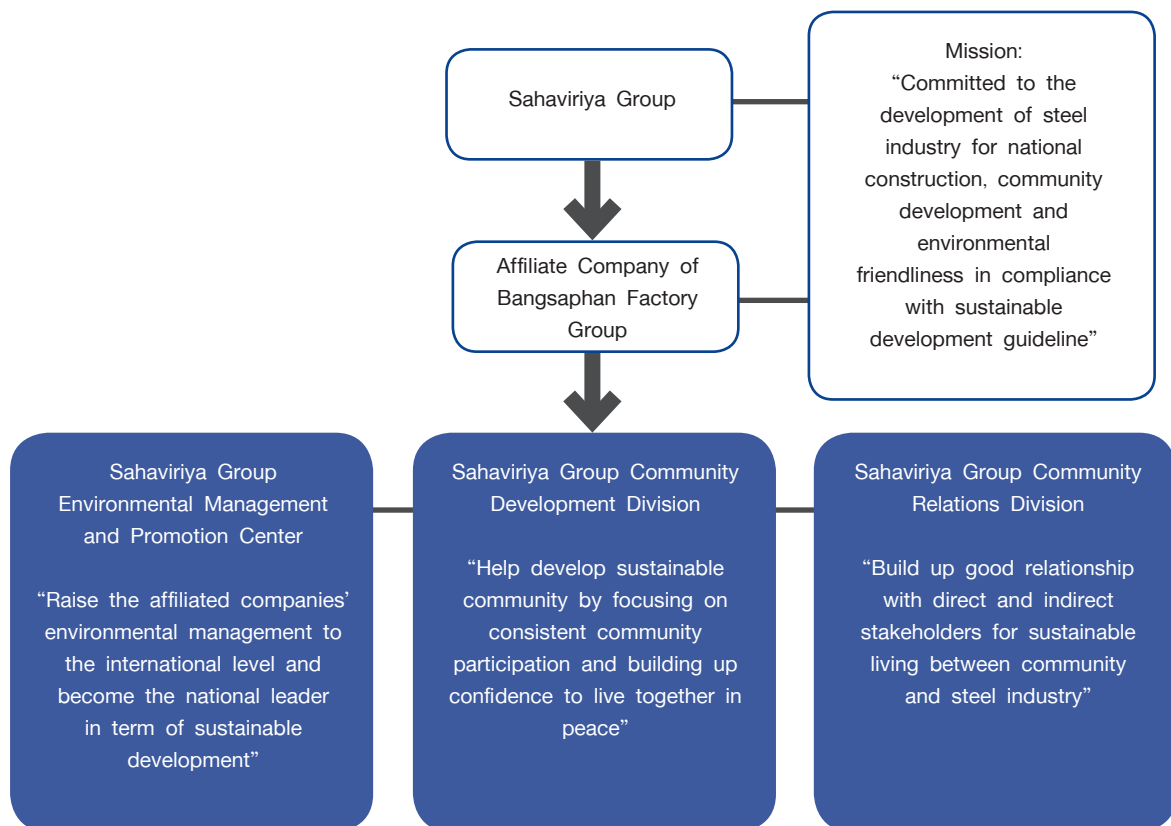 Sahaviriya Group
Mission:
“Committed to the
development of steel
industry for national
construction, community
development and
environmental
friendliness in compliance
with sustainable
development guideline”
Affiliate Company of
Bangsaphan Factory
Group
Sahaviriya Group
Environmental Management
and Promotion Center
“Raise the affiliated companies’
environmental management to
the international level and
become the national leader
in term of sustainable
development”
Sahaviriya Group Community
Development Division
“Help develop sustainable
community by focusing on
consistent community
participation and building up
confidence to live together in
peace”
Sahaviriya Group Community
Relations Division
“Build up good relationship
with direct and indirect
stakeholders for sustainable
living between community
and steel industry”